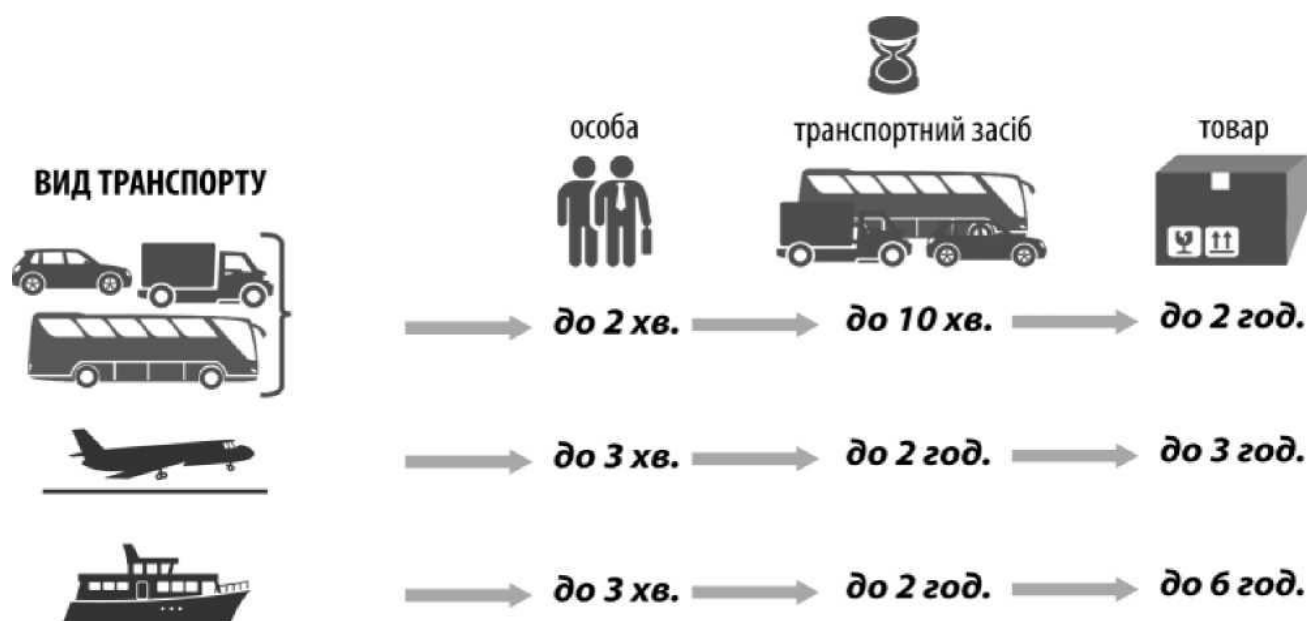 особа
транспортний засіб
товар
ВИД ТРАНСПОРТУ
до 2 хв.
до 10 хв.
до 2 год.
до 3 хв.
до 2 год.
до 3 год.
до 3 хв.
до 2 год.
до 6 год.